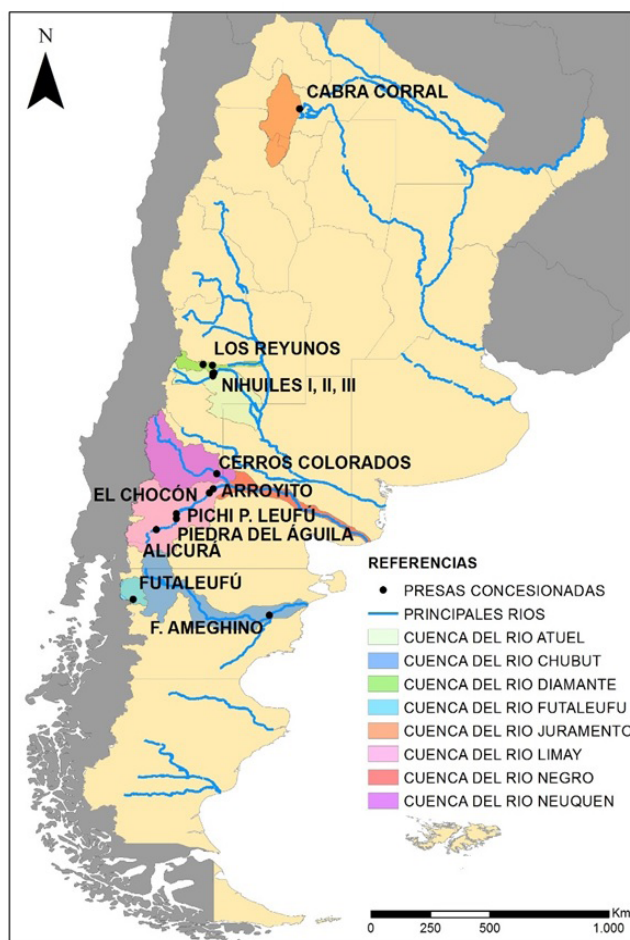 N
CABRA CORRAL
LOS REYUNOS
NIHUILES I, II, III
CERROS COLORADOS
EL CHOCÓN
ARROYITO
PICHI P. LEUFÚ
PIEDRA DEL ÁGUILA
ALICURÁ
FUTALEUFÚ
F. AMEGHINO
REFERENCIAS
PRESAS CONCESIONADAS
PRINCIPALES RIOS
CUENCA DEL RIO ATUEL
CUENCA DEL RIO CHUBUT
CUENCA DEL RIO DIAMANTE
CUENCA DEL RIO FUTALEUFU
CUENCA DEL RIO JURAMENTO
CUENCA DEL RIO LIMAY
CUENCA DEL RIO NEGRO
CUENCA DEL RIO NEUQUEN
Km
0 250 500 1.000